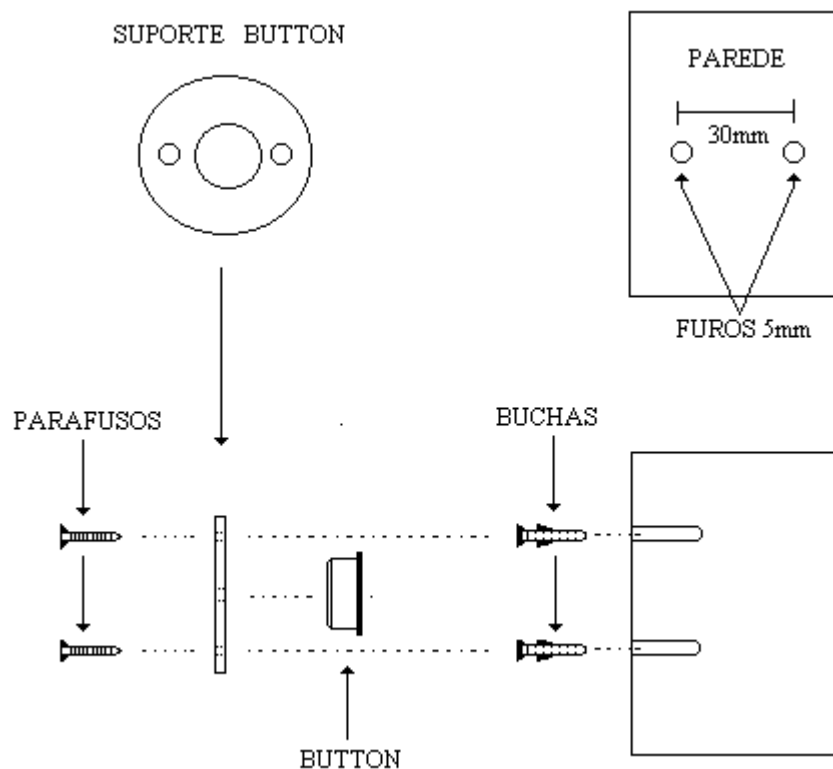 SUPORTE BUTTON
PAREDE
30mm
FUROS 5mm
PARAFUSOS
BUCHAS
BUTTON